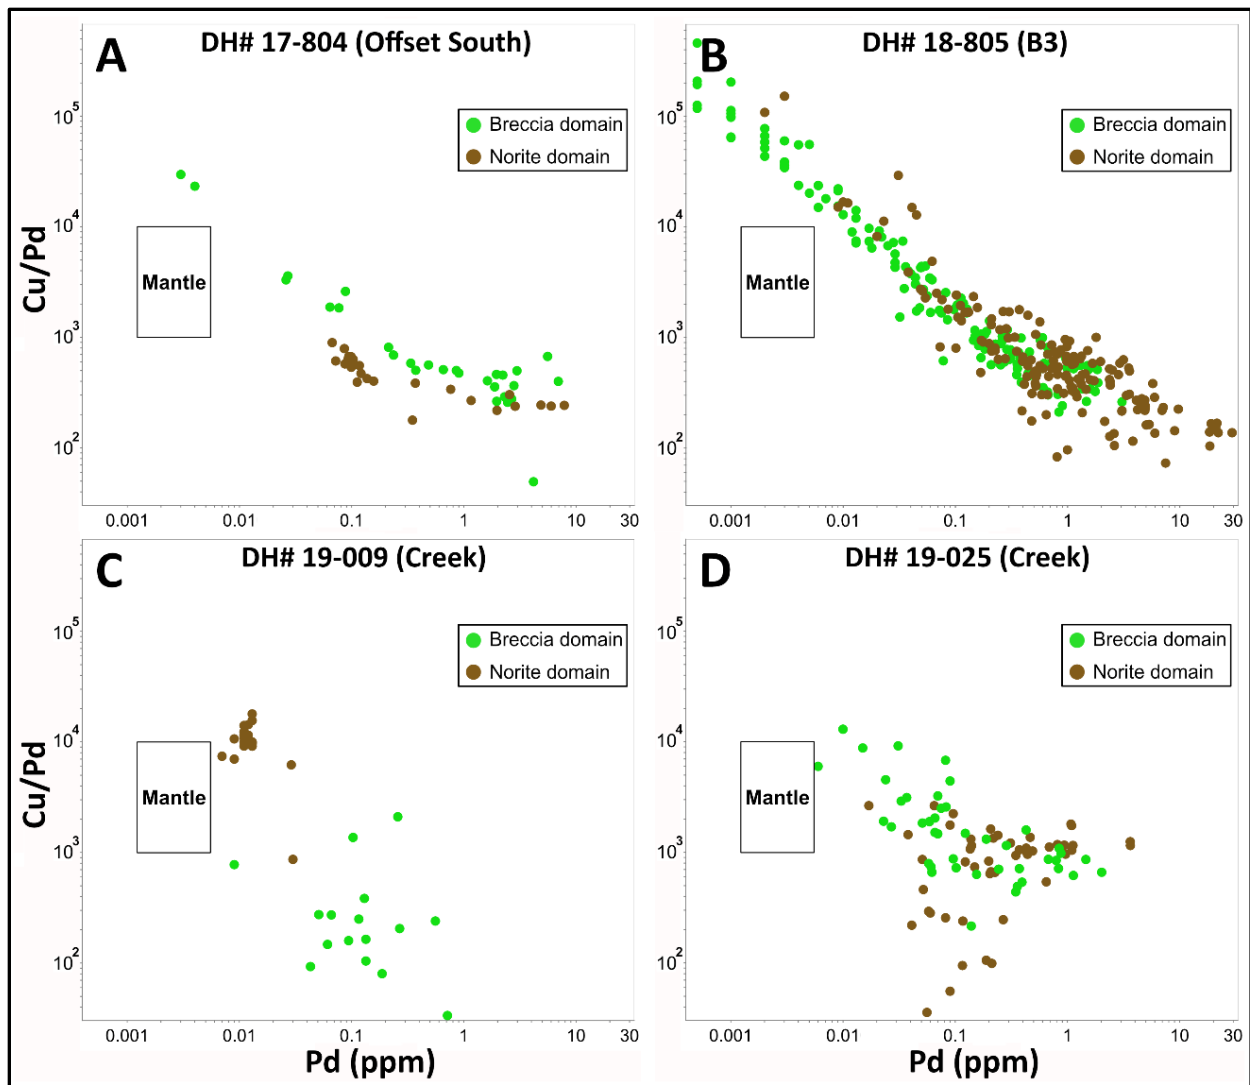 A
DH# 17-804 (Offset South)
Breccia domain
Norite domain
Mantle
Cu/Pd
10^5
10^4
10^3
10^2
0.001 0.01 0.1 1 10 30
B
DH# 18-805 (B3)
Breccia domain
Norite domain
Mantle
10^5
10^4
10^3
10^2
0.001 0.01 0.1 1 10 30
C
DH# 19-009 (Creek)
Breccia domain
Norite domain
Mantle
Cu/Pd
10^5
10^4
10^3
10^2
0.001 0.01 0.1 1 10 30
Pd (ppm)
D
DH# 19-025 (Creek)
Breccia domain
Norite domain
Mantle
10^5
10^4
10^3
10^2
0.001 0.01 0.1 1 10 30
Pd (ppm)